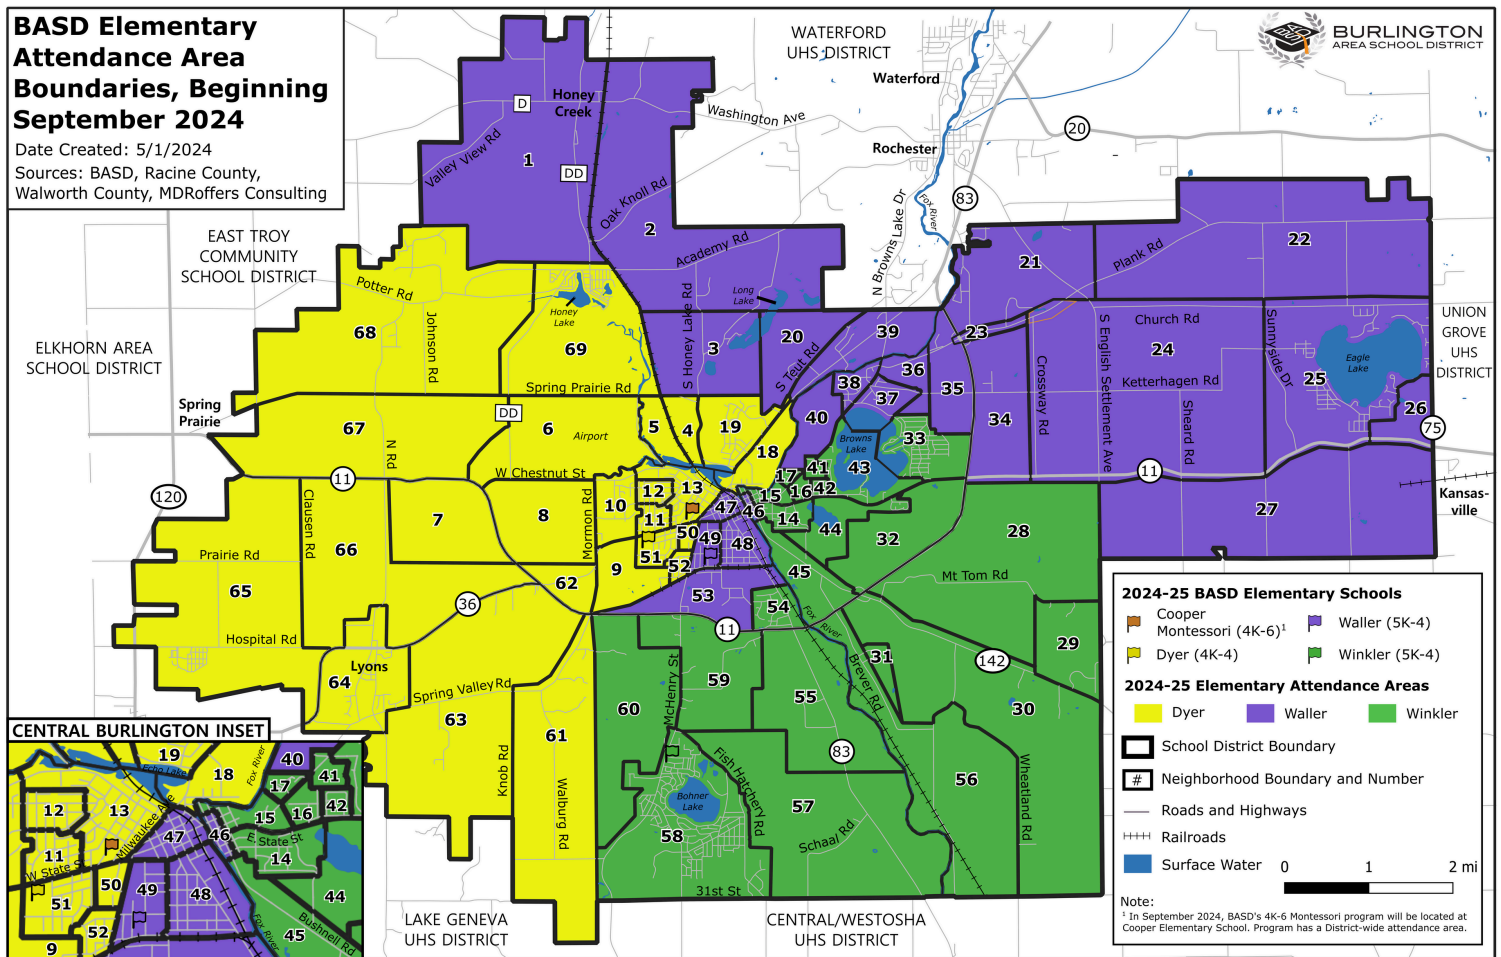 BASD Elementary
Attendance Area
Boundaries, Beginning
September 2024
Date Created: 5/1/2024
Sources: BASD, Racine County,
Walworth County, MDRoffers Consulting
WATERFORD
UHS DISTRICT
BURLINGTON
AREA SCHOOL DISTRICT
Waterford
Rochester
20
83
Fox River
N Browns Lake Dr
Washington Ave
Honey
Creek
D
DD
Valley View Rd
1
Oak Knoll Rd
2
Academy Rd
EAST TROY
COMMUNITY
SCHOOL DISTRICT
ELKHORN AREA
SCHOOL DISTRICT
Potter Rd
68
Johnson Rd
Honey
Lake
69
Spring Prairie Rd
S Honey Lake Rd
Long
Lake
3
20
S Teut Rd
39
21
Plank Rd
22
23
Church Rd
24
S English Settlement Ave
Ketterhagen Rd
Sheard Rd
Sunnyside Dr
25
Eagle
Lake
26
UNION
GROVE
UHS
DISTRICT
75
Kansas-
ville
Crossway Rd
34
35
36
37
38
40
Browns
Lake
43
33
11
27
Spring
Prairie
67
N Rd
DD
6
Airport
5
4
19
18
W Chestnut St
11
120
Clausen Rd
66
7
8
Mormon Rd
10
12
13
11
50
51
52
9
47
46
49
48
53
17
41
16
42
15
14
44
32
28
45
Mt Tom Rd
54
11
Fox
River
Prairie Rd
65
Hospital Rd
36
62
Lyons
64
Spring Valley Rd
63
Knob Rd
61
Wallburg Rd
60
McHenry St
59
55
Brever Rd
31
142
29
30
83
56
Wheatland Rd
Fish Hatchery Rd
Bohner
Lake
58
57
Schaal Rd
31st St
LAKE GENEVA
UHS DISTRICT
CENTRAL/WESTOSHA
UHS DISTRICT
CENTRAL BURLINGTON INSET
19
Echo Lake
18
Fox River
40
41
17
42
16
15
12
13
Milwaukee Ave
47
46
E. State St
14
11
W State St
50
49
48
44
51
52
9
Fox River
45
Bushnell Rd
2024-25 BASD Elementary Schools
Cooper
Montessori (4K-6)1
Waller (5K-4)
Dyer (4K-4)
Winkler (5K-4)
2024-25 Elementary Attendance Areas
Dyer
Waller
Winkler
School District Boundary
# Neighborhood Boundary and Number
Roads and Highways
Railroads
Surface Water
0 1 2 mi
Note:
1 In September 2024, BASD's 4K-6 Montessori program will be located at
Cooper Elementary School. Program has a District-wide attendance area.